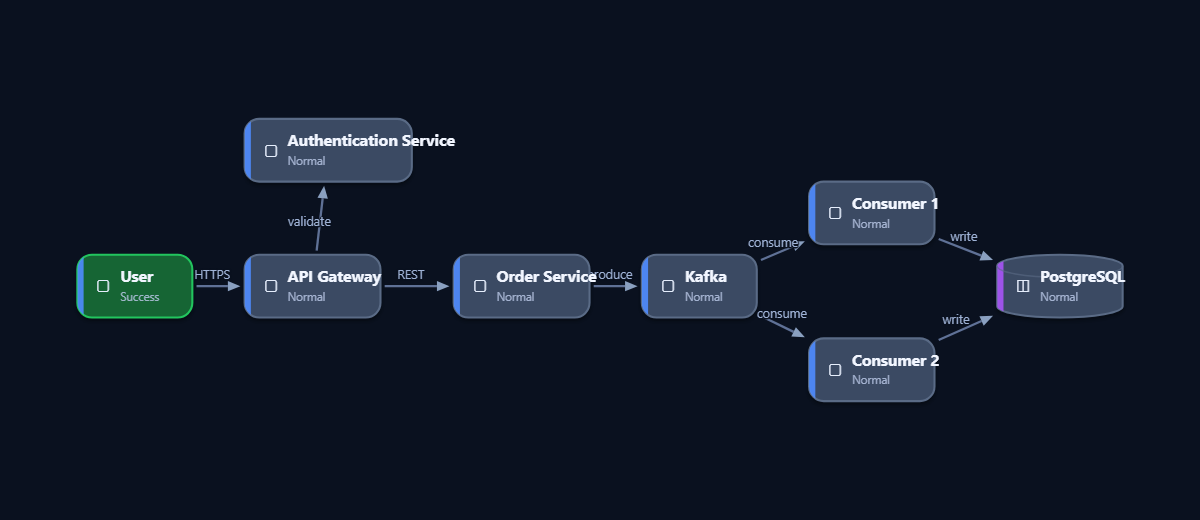 Authentication Service
Normal
validate
User
Success
HTTPS
API Gateway
Normal
REST
Order Service
Normal
roduce
Kafka
Normal
consume
consume
Consumer 1
Normal
Consumer 2
Normal
write
write
PostgreSQL
Normal